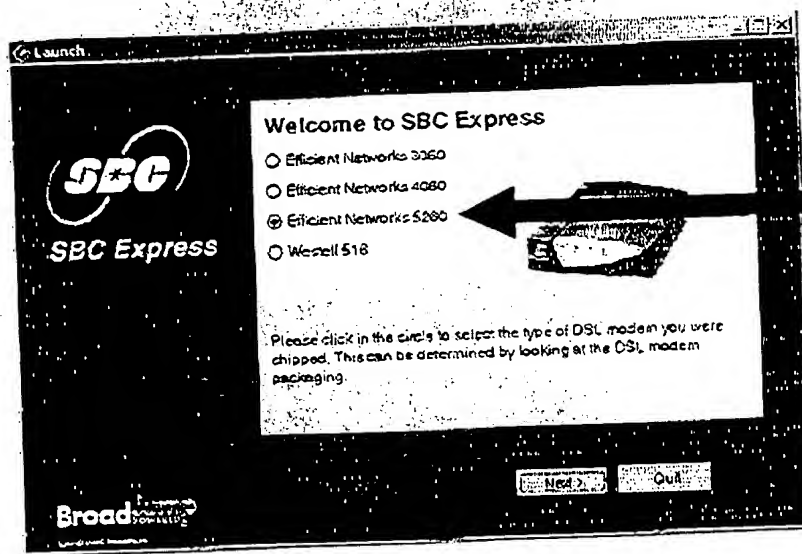 Launch
SBC
SBC Express
Welcome to SBC Express
Efficient Networks 3060
Efficient Networks 4060
Efficient Networks 5260
Westell 516
Please click in the circle to select the type of DSL modem you were
shipped. This can be determined by looking at the DSL modem
packaging.
Next >
Quit
Broad